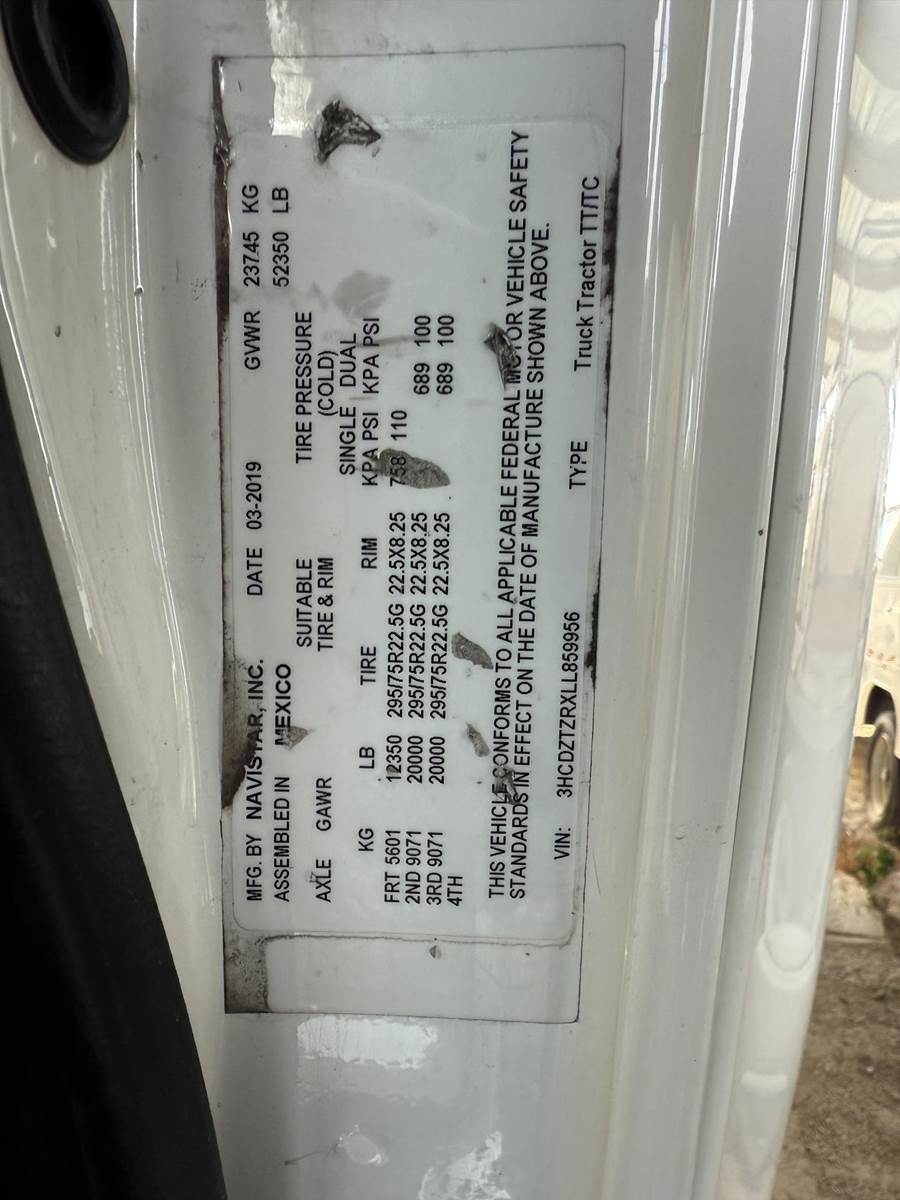 MFG. BY NAVISTAR, INC. DATE 03-2019 GVWR 23745 KG
ASSEMBLED IN MEXICO 52350 LB
AXLE GAWR SUITABLE TIRE PRESSURE
TIRE & RIM (COLD)
SINGLE DUAL
KG LB TIRE RIM KPA PSI KPA PSI
FRT 5601 12350 295/75R22.5G 22.5X8.25 758 110
2ND 9071 20000 295/75R22.5G 22.5X8.25 689 100
3RD 9071 20000 295/75R22.5G 22.5X8.25 689 100
4TH
THIS VEHICLE CONFORMS TO ALL APPLICABLE FEDERAL MOTOR VEHICLE SAFETY
STANDARDS IN EFFECT ON THE DATE OF MANUFACTURE SHOWN ABOVE.
VIN: 3HCDZTZRXLL859956 TYPE Truck Tractor TT/TC